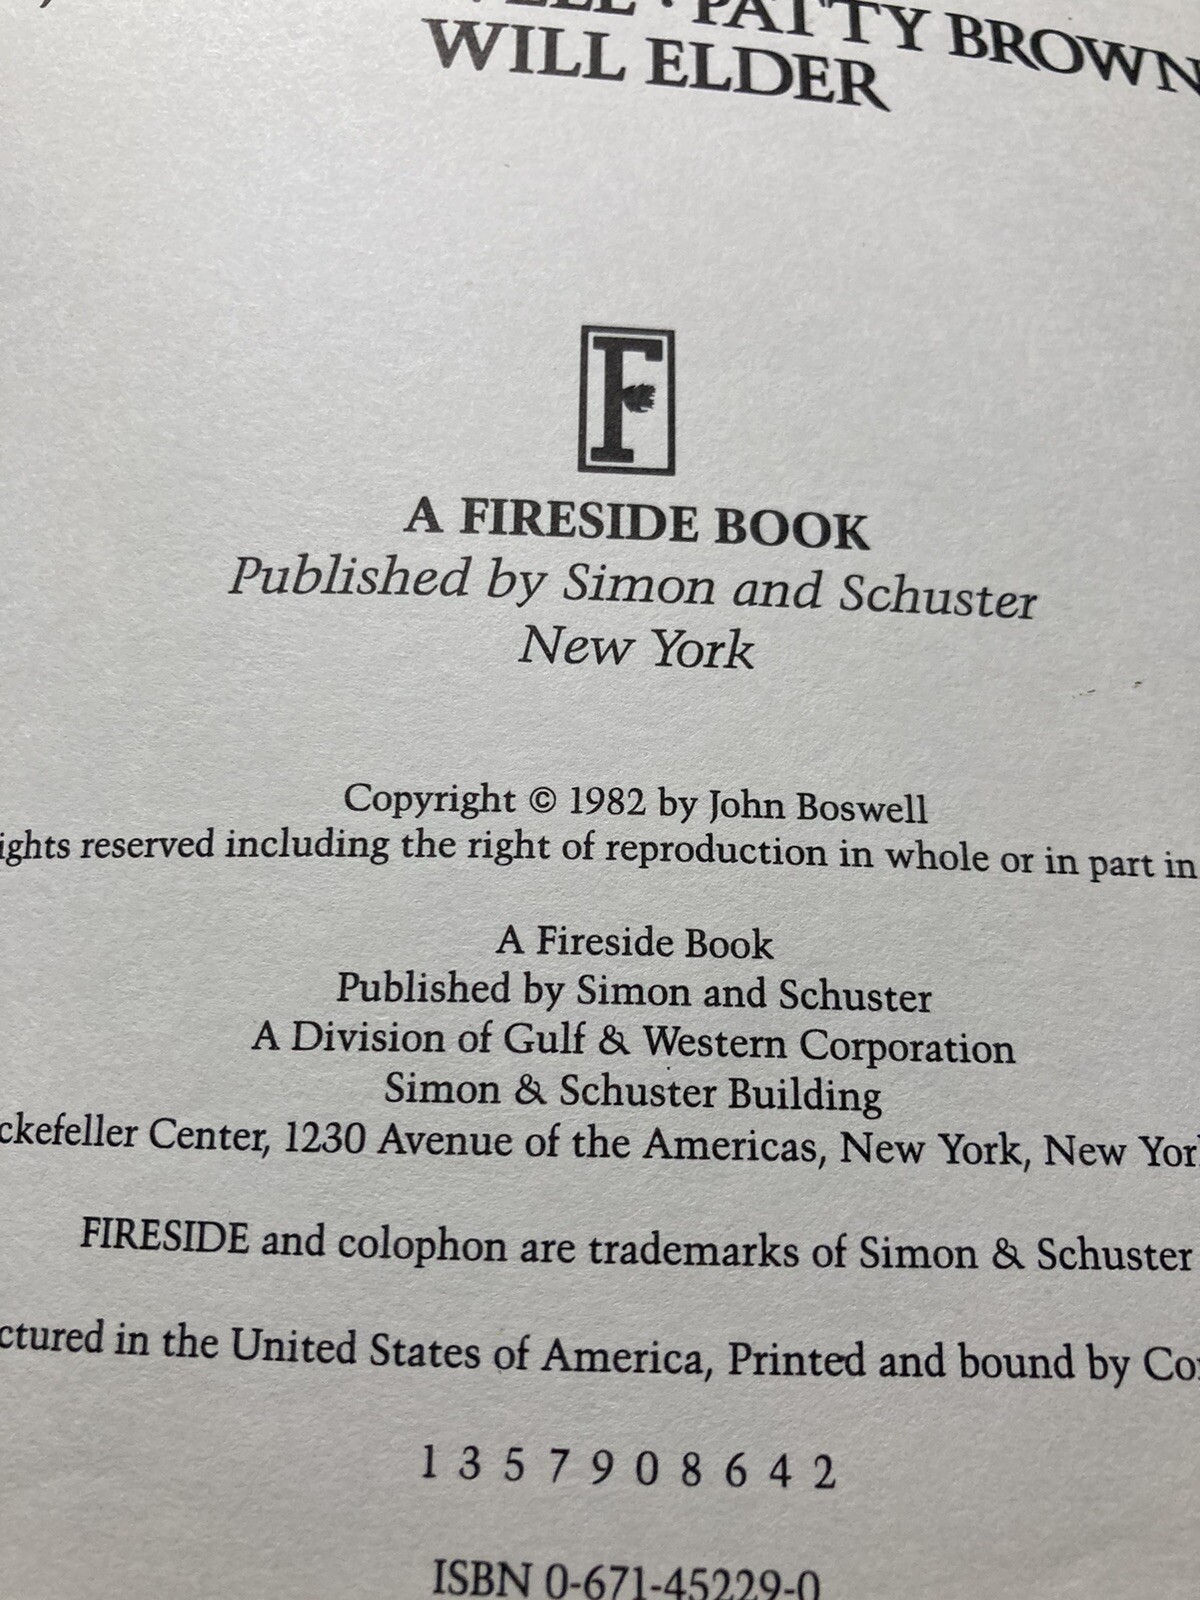 PATTY BROWN
WILL ELDER
F
A FIRESIDE BOOK
Published by Simon and Schuster
New York
Copyright © 1982 by John Boswell
ights reserved including the right of reproduction in whole or in part in
A Fireside Book
Published by Simon and Schuster
A Division of Gulf & Western Corporation
Simon & Schuster Building
ckefeller Center, 1230 Avenue of the Americas, New York, New Yor
FIRESIDE and colophon are trademarks of Simon & Schuster
ctured in the United States of America, Printed and bound by Co
1 3 5 7 9 0 8 6 4 2
ISBN 0-671-45229-0